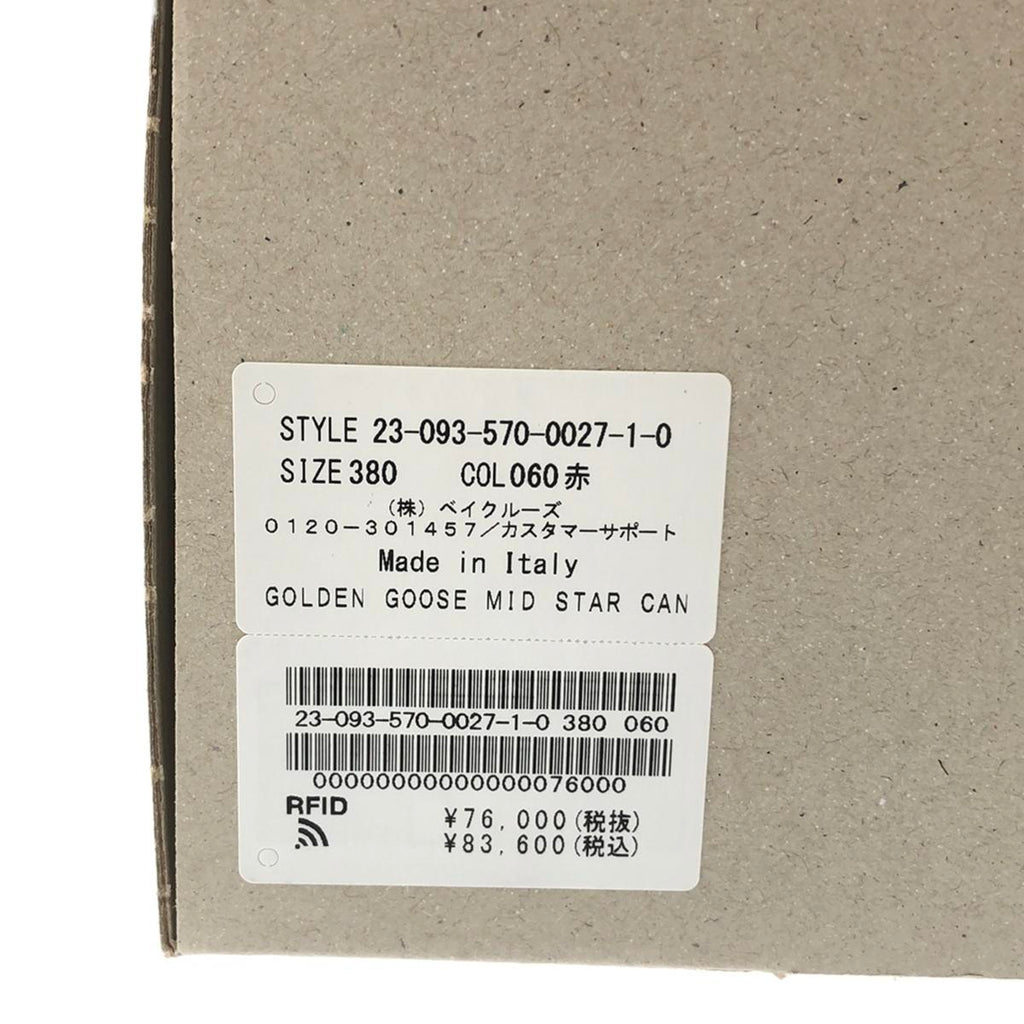 STYLE 23-093-570-0027-1-0
SIZE 380 COL 060 赤
（株）ベイクルーズ
0120-301457／カスタマーサポート
Made in Italy
GOLDEN GOOSE MID STAR CAN
23-093-570-0027-1-0 380 060
00000000000000076000
RFID
¥76,000(税抜)
¥83,600(税込)